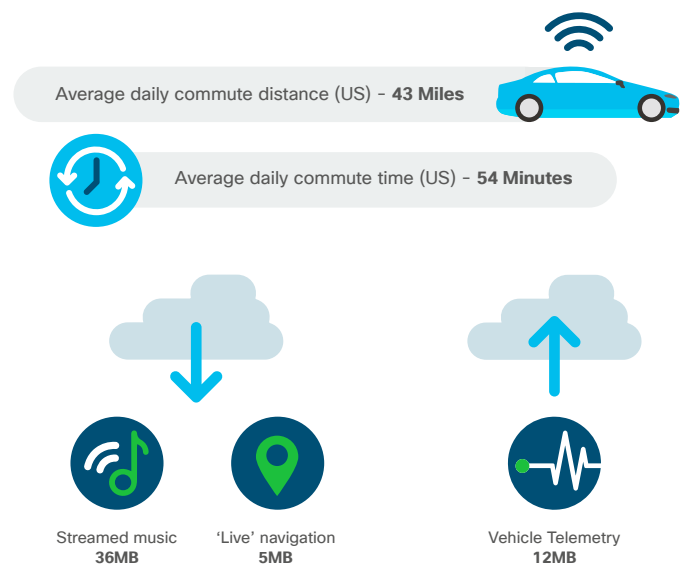 Average daily commute distance (US) - 43 Miles
Average daily commute time (US) - 54 Minutes
Streamed music
36MB
‘Live’ navigation
5MB
Vehicle Telemetry
12MB